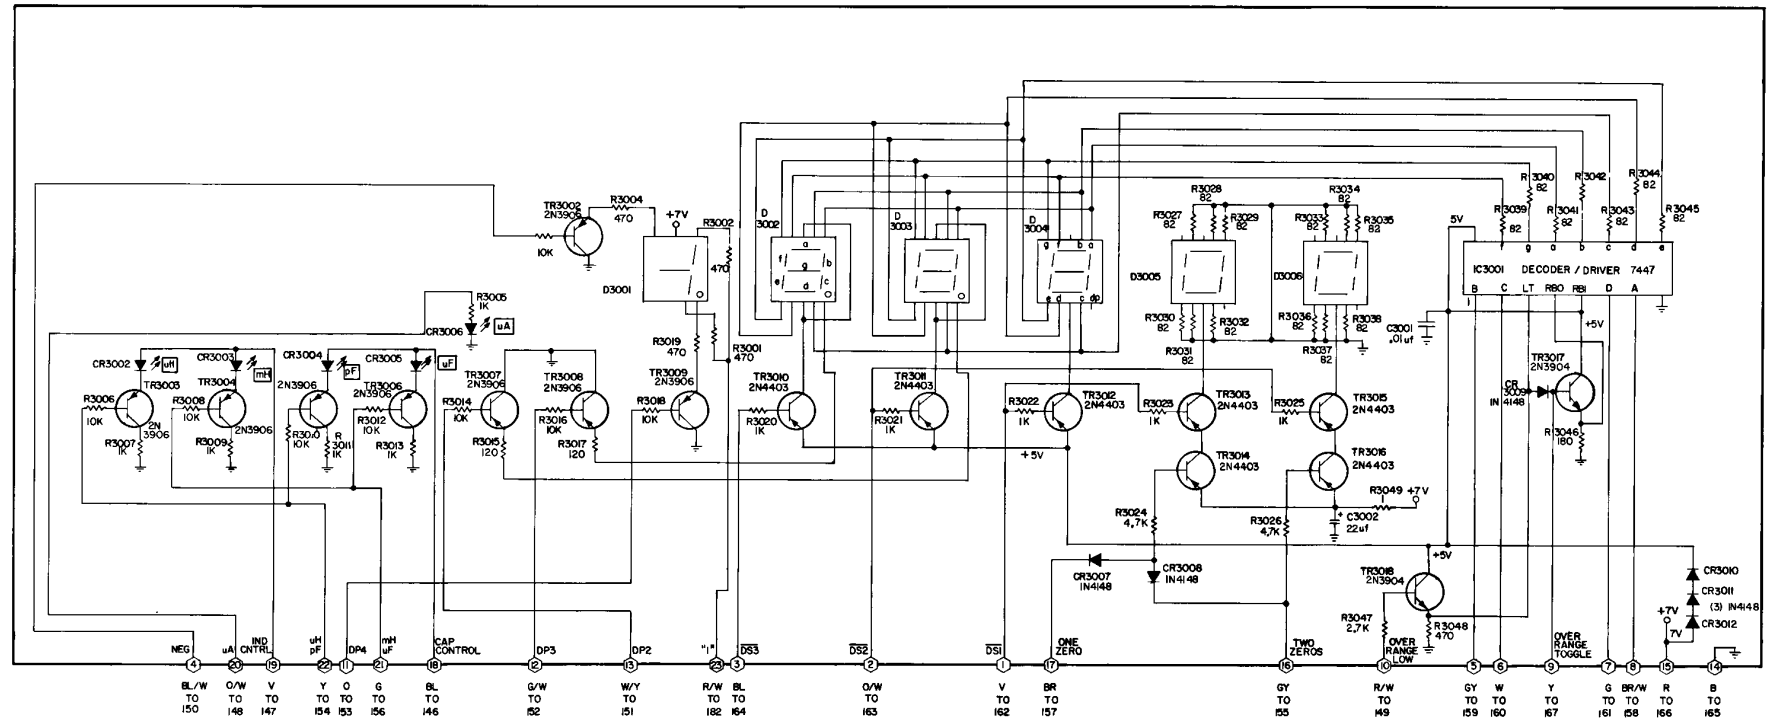 R3004
470
TR3002
2N3906
10K
+7V
R3002
470
D3001
D
3002
a
f
b
g
e
c
d
D
3003
D
3004
g
f
b
a
e
d
c
dp
R3028
82
R3027
82
R3029
82
R3034
82
R3033
82
R3035
82
D3005
D3006
R3030
82
R3032
82
R3031
82
R3036
82
R3038
82
R3037
82
R3040
82
R3042
R3044
82
R3039
82
R3041
82
R3043
82
R3045
82
5V
f
g
a
b
c
d
e
IC3001 DECODER / DRIVER 7447
B
C
LT
RBO
RBI
D
A
1
C3001
.01uf
+5V
R3005
1K
CR3006
uA
CR3002
uH
CR3003
mH
CR3004
pF
CR3005
uF
TR3003
2N
3906
R3006
10K
R3007
1K
TR3004
2N3906
R3008
10K
R3009
1K
2N3906
R3010
10K
R
3011
1K
TR3006
2N3906
R3012
10K
R3013
1K
TR3007
2N3906
R3014
10K
R3015
120
TR3008
2N3906
R3016
10K
R3017
120
R3019
470
R3001
470
TR3009
2N3906
R3018
10K
TR3010
2N4403
R3020
1K
TR3011
2N4403
R3021
1K
R3022
1K
TR3012
2N4403
+5V
R3023
1K
TR3013
2N4403
R3025
1K
TR3015
2N4403
TR3014
2N4403
TR3016
2N4403
R3049
+7V
C3002
22uf
+
R3024
4.7K
R3026
4.7K
CR3007
1N4148
CR3008
1N4148
TR3017
2N3904
CR
3009
1N4148
R3046
180
+5V
TR3018
2N3904
R3047
2.7K
R3048
470
CR3010
CR3011
(3) 1N4148
CR3012
+7V
7V
NEG
uA
IND
CNTRL
uH
pF
DP4
mH
uF
CAP
CONTROL
DP3
DP2
"1"
DS3
DS2
DS1
ONE
ZERO
TWO
ZEROS
OVER
RANGE
LOW
OVER
RANGE
TOGGLE
4 20 19 22 11 21 18 12 13 23 3 2 1 17 16 10 5 6 9 7 8 15 14
BL/W
TO
150
O/W
TO
148
V
TO
147
Y
TO
154
O
TO
153
G
TO
156
BL
TO
146
G/W
TO
152
W/Y
TO
151
R/W
TO
182
BL
TO
164
O/W
TO
163
V
TO
162
BR
TO
157
GY
TO
155
R/W
TO
149
GY
TO
159
W
TO
160
Y
TO
167
G
TO
161
BR/W
TO
158
R
TO
166
B
TO
165